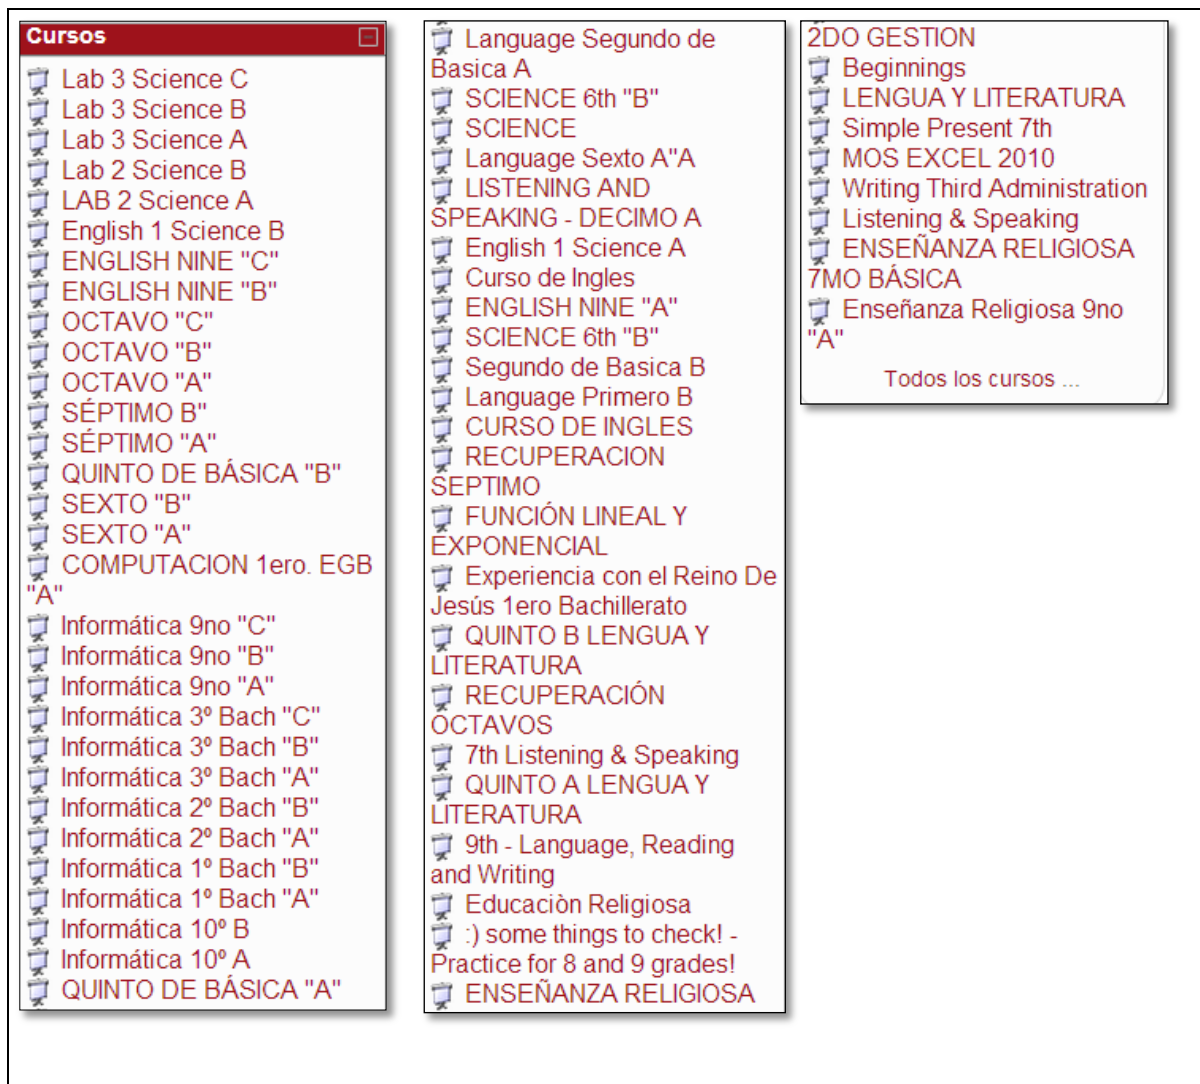 Cursos
Lab 3 Science C
Lab 3 Science B
Lab 3 Science A
Lab 2 Science B
LAB 2 Science A
English 1 Science B
ENGLISH NINE "C"
ENGLISH NINE "B"
OCTAVO "C"
OCTAVO "B"
OCTAVO "A"
SÉPTIMO B"
SÉPTIMO "A"
QUINTO DE BÁSICA "B"
SEXTO "B"
SEXTO "A"
COMPUTACION 1ero. EGB
"A"
Informática 9no "C"
Informática 9no "B"
Informática 9no "A"
Informática 3º Bach "C"
Informática 3º Bach "B"
Informática 3º Bach "A"
Informática 2º Bach "B"
Informática 2º Bach "A"
Informática 1º Bach "B"
Informática 1º Bach "A"
Informática 10º B
Informática 10º A
QUINTO DE BÁSICA "A"
Language Segundo de
Basica A
SCIENCE 6th "B"
SCIENCE
Language Sexto A"A
LISTENING AND
SPEAKING - DECIMO A
English 1 Science A
Curso de Ingles
ENGLISH NINE "A"
SCIENCE 6th "B"
Segundo de Basica B
Language Primero B
CURSO DE INGLES
RECUPERACION
SEPTIMO
FUNCIÓN LINEAL Y
EXPONENCIAL
Experiencia con el Reino De
Jesús 1ero Bachillerato
QUINTO B LENGUA Y
LITERATURA
RECUPERACIÓN
OCTAVOS
7th Listening & Speaking
QUINTO A LENGUA Y
LITERATURA
9th - Language, Reading
and Writing
Educaciòn Religiosa
:) some things to check! -
Practice for 8 and 9 grades!
ENSEÑANZA RELIGIOSA
2DO GESTION
Beginnings
LENGUA Y LITERATURA
Simple Present 7th
MOS EXCEL 2010
Writing Third Administration
Listening & Speaking
ENSEÑANZA RELIGIOSA
7MO BÁSICA
Enseñanza Religiosa 9no
"A"
Todos los cursos ...